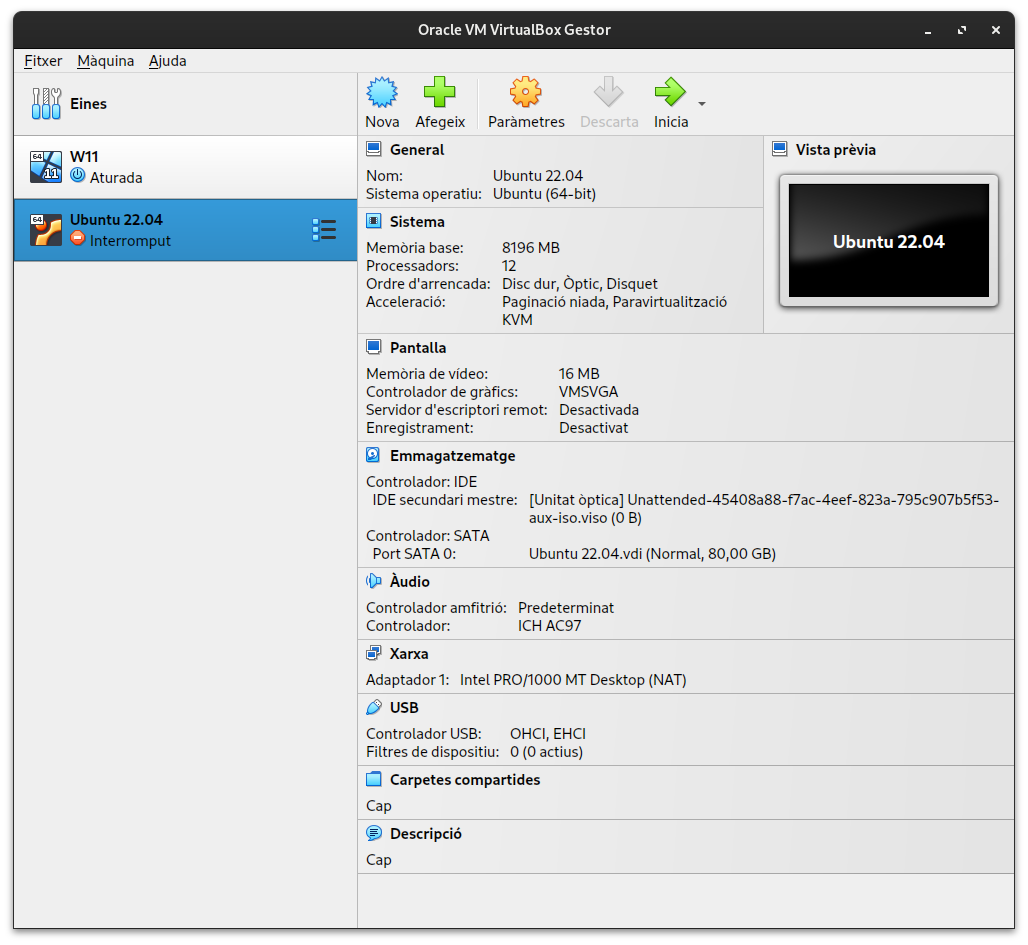 Oracle VM VirtualBox Gestor
Fitxer Màquina Ajuda
Eines
Nova Afegeix Paràmetres Descarta Inicia
64
11
W11
Aturada
64
Ubuntu 22.04
Interromput
General
Nom: Ubuntu 22.04
Sistema operatiu: Ubuntu (64-bit)
Vista prèvia
Ubuntu 22.04
Sistema
Memòria base: 8196 MB
Processadors: 12
Ordre d'arrencada: Disc dur, Òptic, Disquet
Acceleració: Paginació niada, Paravirtualització
KVM
Pantalla
Memòria de vídeo: 16 MB
Controlador de gràfics: VMSVGA
Servidor d'escriptori remot: Desactivada
Enregistrament: Desactivat
Emmagatzematge
Controlador: IDE
IDE secundari mestre: [Unitat òptica] Unattended-45408a88-f7ac-4eef-823a-795c907b5f53-
aux-iso.viso (0 B)
Controlador: SATA
Port SATA 0: Ubuntu 22.04.vdi (Normal, 80,00 GB)
Àudio
Controlador amfitrió: Predeterminat
Controlador: ICH AC97
Xarxa
Adaptador 1: Intel PRO/1000 MT Desktop (NAT)
USB
Controlador USB: OHCI, EHCI
Filtres de dispositiu: 0 (0 actius)
Carpetes compartides
Cap
Descripció
Cap